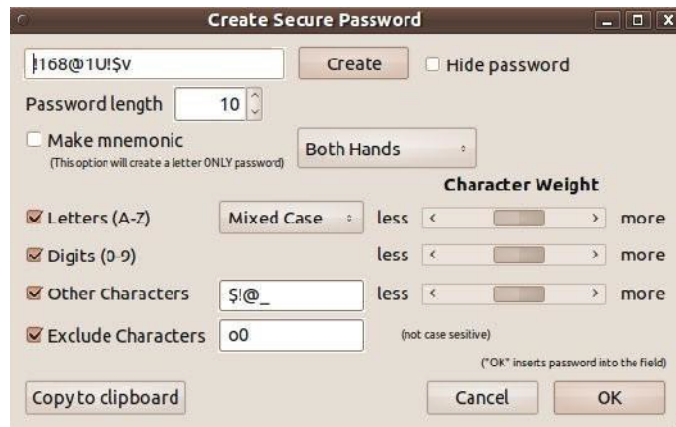 Create Secure Password
!168@1U!$v
Create
Hide password
Password length
10
Make mnemonic
(This option will create a letter ONLY password)
Both Hands
Character Weight
Letters (A-Z)
Mixed Case
less
more
Digits (0-9)
less
more
Other Characters
$!@_
less
more
Exclude Characters
o0
(not case sesitive)
("OK" inserts password into the field)
Copy to clipboard
Cancel
OK